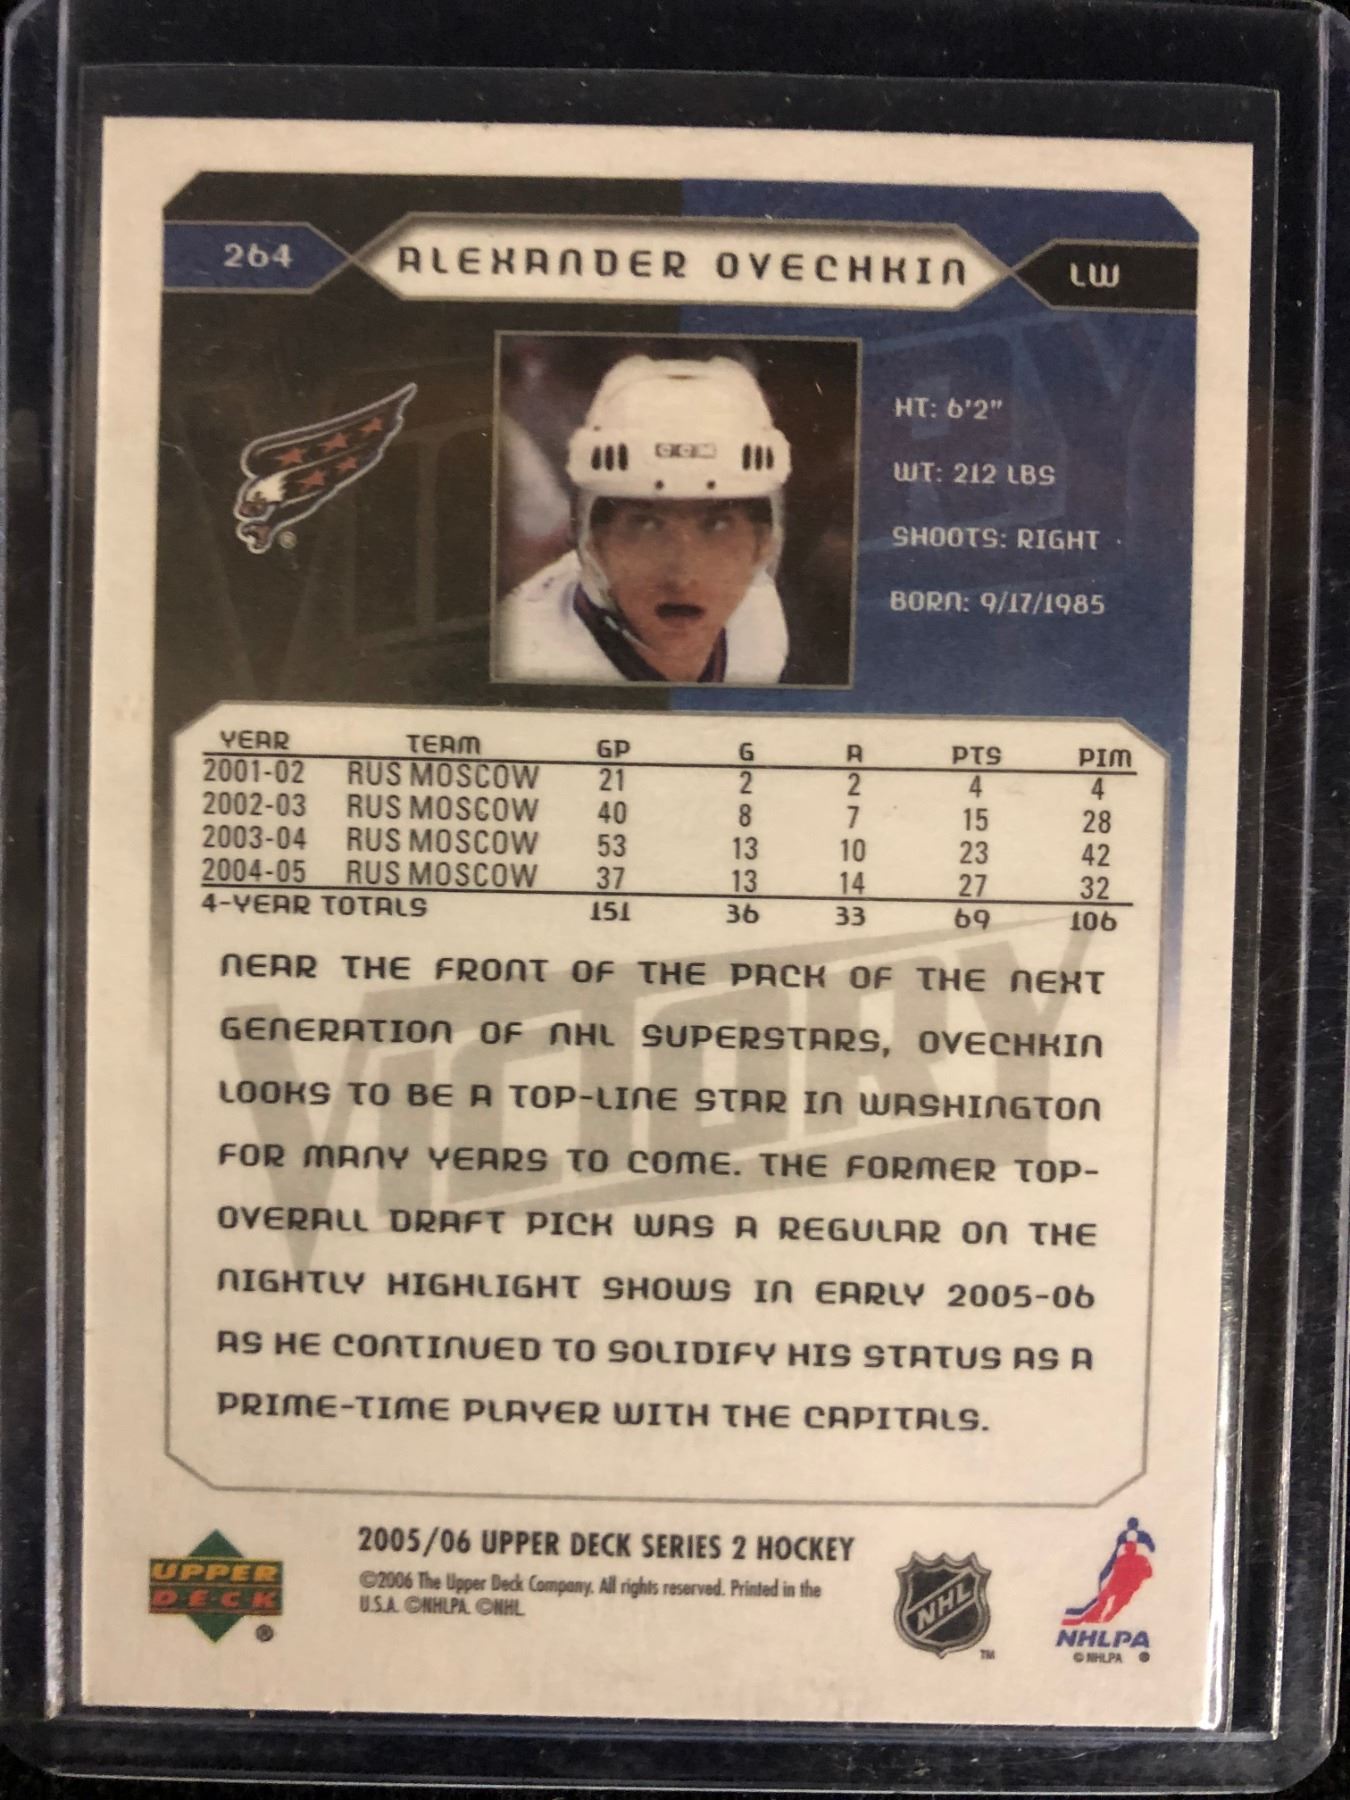 264 ALEXANDER OVECHKIN LW
CCM
HT: 6'2"
WT: 212 LBS
SHOOTS: RIGHT
BORN: 9/17/1985
YEAR TEAM GP G A PTS PIM
2001-02 RUS MOSCOW 21 2 2 4 4
2002-03 RUS MOSCOW 40 8 7 15 28
2003-04 RUS MOSCOW 53 13 10 23 42
2004-05 RUS MOSCOW 37 13 14 27 32
4-YEAR TOTALS 151 36 33 69 106
VICTORY
NEAR THE FRONT OF THE PACK OF THE NEXT
GENERATION OF NHL SUPERSTARS, OVECHKIN
LOOKS TO BE A TOP-LINE STAR IN WASHINGTON
FOR MANY YEARS TO COME. THE FORMER TOP-
OVERALL DRAFT PICK WAS A REGULAR ON THE
NIGHTLY HIGHLIGHT SHOWS IN EARLY 2005-06
AS HE CONTINUED TO SOLIDIFY HIS STATUS AS A
PRIME-TIME PLAYER WITH THE CAPITALS.
UPPER
DECK
®
2005/06 UPPER DECK SERIES 2 HOCKEY
©2006 The Upper Deck Company. All rights reserved. Printed in the
U.S.A. ©NHLPA. ©NHL.
NHL
TM
NHLPA
© NHLPA ®